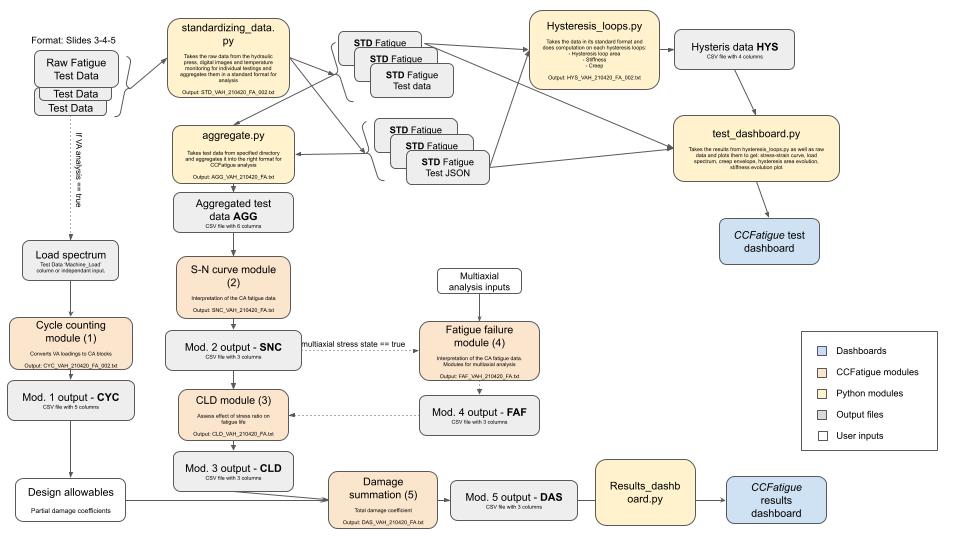 Format: Slides 3-4-5
Raw Fatigue
Test Data
Test Data
Test Data
If VA analysis == true
Load spectrum
Test Data 'Machine_Load'
column or independant input.
Cycle counting
module (1)
Converts VA loadings to CA blocks
Output: CYC_VAH_210420_FA_002.txt
Mod. 1 output - CYC
CSV file with 5 columns
Design allowables
Partial damage coefficients
standardizing_data.
py
Takes the raw data from the hydraulic
press, digital images and temperature
monitoring for individual testings and
aggregates them in a standard format for
analysis
Output: STD_VAH_210420_FA_002.txt
aggregate.py
Takes test data from specified directory
and aggregates it into the right format for
CCFatigue analysis
Output: AGG_VAH_210420_FA.txt
Aggregated test
data AGG
CSV file with 6 columns
S-N curve module
(2)
Interpretation of the CA fatigue data
Output: SNC_VAH_210420_FA.txt
Mod. 2 output - SNC
CSV file with 3 columns
multiaxial stress state == true
CLD module (3)
Assess effect of stress ratio on
fatigue life
Output: CLD_VAH_210420_FA.txt
Mod. 3 output - CLD
CSV file with 3 columns
STD Fatigue
STD Fatigue
STD Fatigue
Test data
STD Fatigue
STD Fatigue
STD Fatigue
Test JSON
Multiaxial
analysis inputs
Fatigue failure
module (4)
Interpretation of the CA fatigue data.
Modules for multiaxial analysis
Output: FAF_VAH_210420_FA.txt
Mod. 4 output - FAF
CSV file with 3 columns
Damage
summation (5)
Total damage coefficient
Output: DAS_VAH_210420_FA.txt
Mod. 5 output - DAS
CSV file with 3 columns
Results_dashb
oard.py
CCFatigue
results
dashboard
Hysteresis_loops.py
Takes the data in its standard format and
does computation on each hysteresis loops:
- Hysteresis loop area
- Stiffness
- Creep
Output: HYS_VAH_210420_FA_002.txt
Hysteris data HYS
CSV file with 4 columns
test_dashboard.py
Takes the results from hysteresis_loops.py as well as raw
data and plots them to get: stress-strain curve, load
spectrum, creep envelope, hysteresis area evolution,
stiffness evolution plot
CCFatigue test
dashboard
Dashboards
CCFatigue modules
Python modules
Output files
User inputs